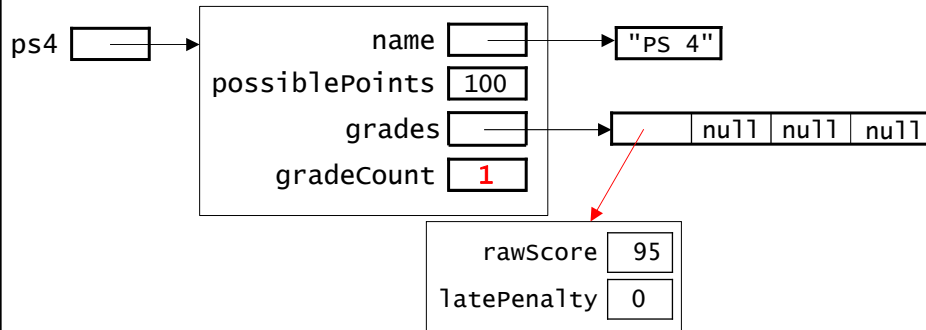 ps4 name "PS 4"
possiblePoints 100
grades null null null
gradeCount 1
rawScore 95
latePenalty 0